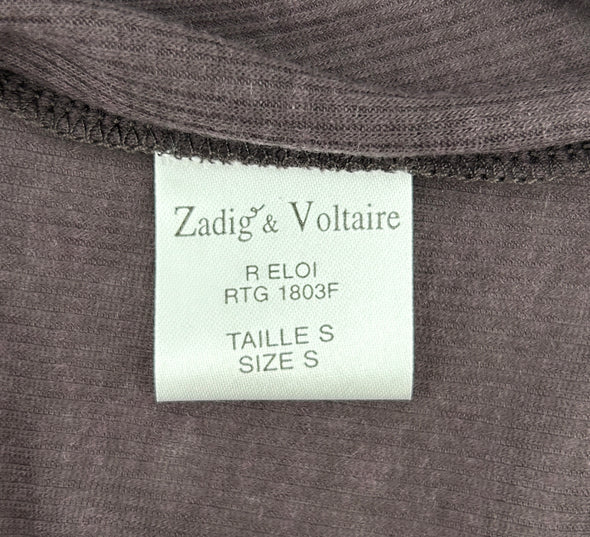 Zadig & Voltaire
R ELOI
RTG 1803F
TAILLE S
SIZE S